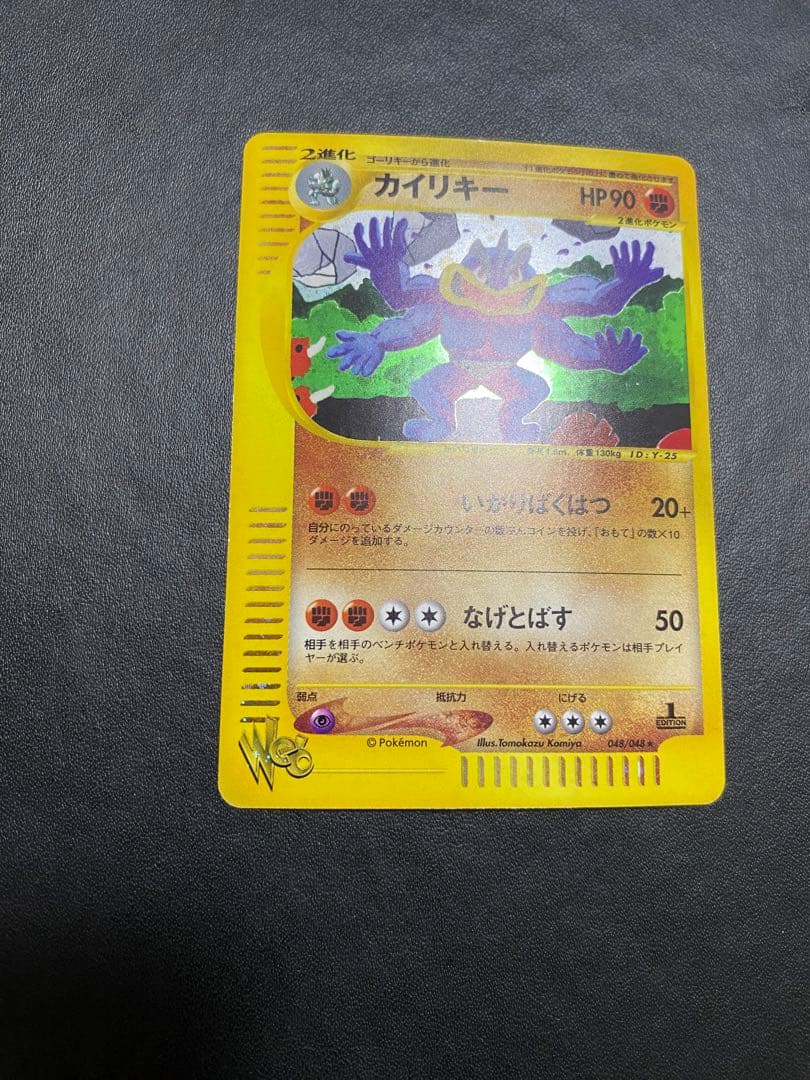 2進化
ゴーリキーから進化
カイリキー
HP90
2進化ポケモン
体重130kg ID:Y-25
いかりばくはつ 20+
自分にのっているダメージカウンターの数ぶんコインを投げ、「おもて」の数×10
ダメージを追加する。
なげとばす 50
相手を相手のベンチポケモンと入れ替える。入れ替えるポケモンは相手プレイ
ヤーが選ぶ。
弱点 抵抗力 にげる
1
EDITION
Web
© Pokémon Illus.Tomokazu Komiya 048/048★